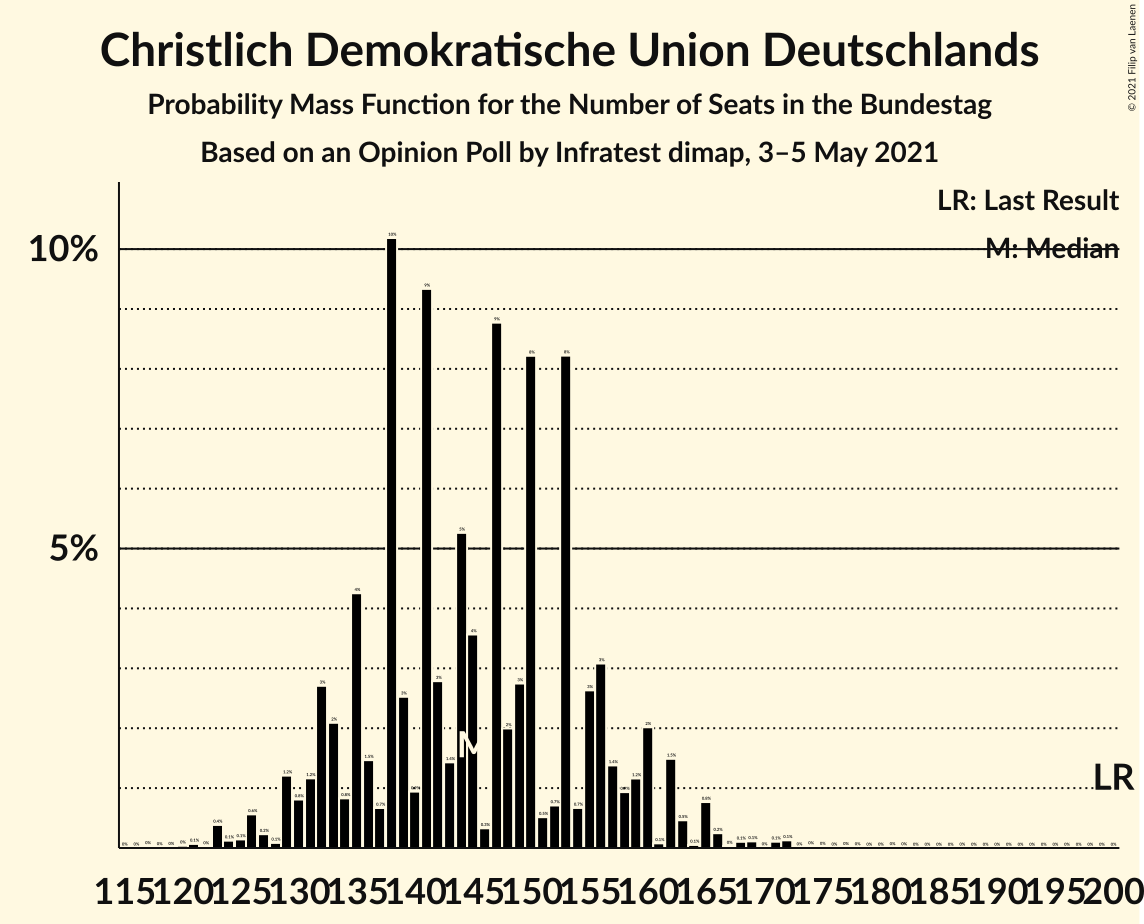 Christlich Demokratische Union Deutschlands
Probability Mass Function for the Number of Seats in the Bundestag
Based on an Opinion Poll by Infratest dimap, 3–5 May 2021
© 2021 Filip van Laenen
LR: Last Result
M: Median
10%
5%
M
LR
115 120 125 130 135 140 145 150 155 160 165 170 175 180 185 190 195 200